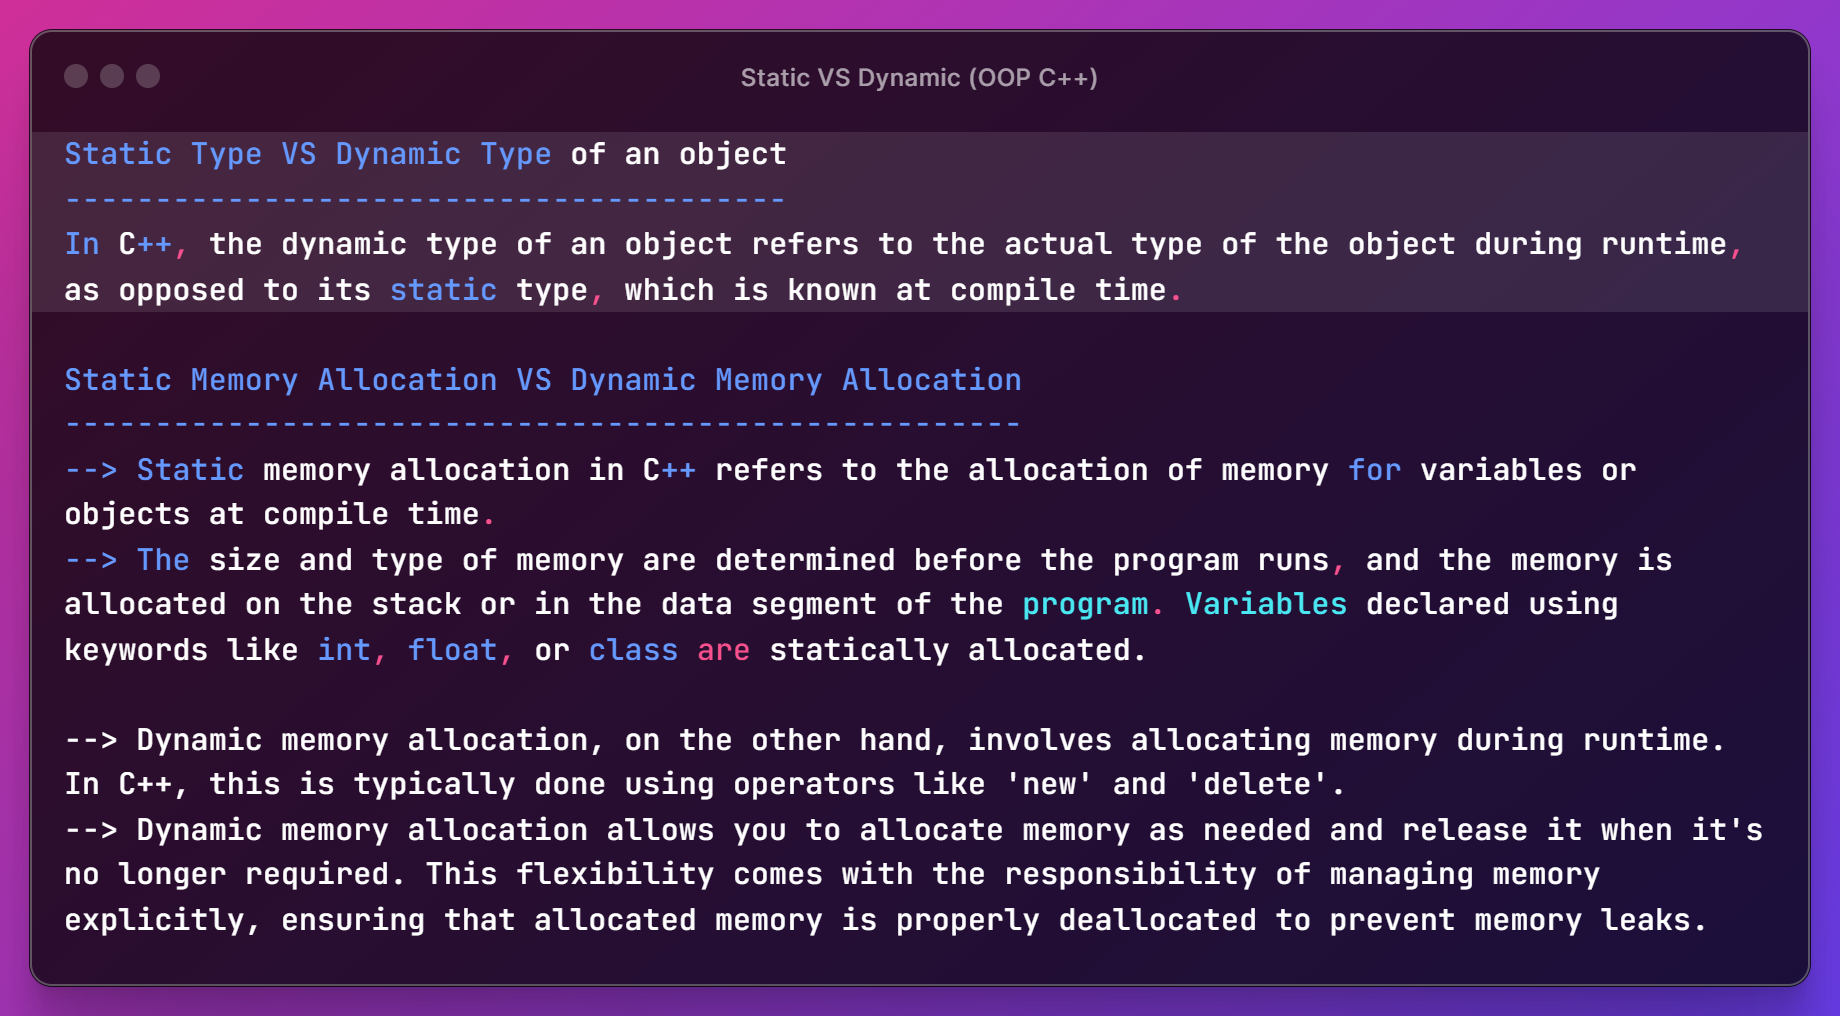 Static VS Dynamic (OOP C++)
Static Type VS Dynamic Type of an object
----------------------------------------
In C++, the dynamic type of an object refers to the actual type of the object during runtime,
as opposed to its static type, which is known at compile time.
Static Memory Allocation VS Dynamic Memory Allocation
-----------------------------------------------------
--> Static memory allocation in C++ refers to the allocation of memory for variables or
objects at compile time.
--> The size and type of memory are determined before the program runs, and the memory is
allocated on the stack or in the data segment of the program. Variables declared using
keywords like int, float, or class are statically allocated.
--> Dynamic memory allocation, on the other hand, involves allocating memory during runtime.
In C++, this is typically done using operators like 'new' and 'delete'.
--> Dynamic memory allocation allows you to allocate memory as needed and release it when it's
no longer required. This flexibility comes with the responsibility of managing memory
explicitly, ensuring that allocated memory is properly deallocated to prevent memory leaks.